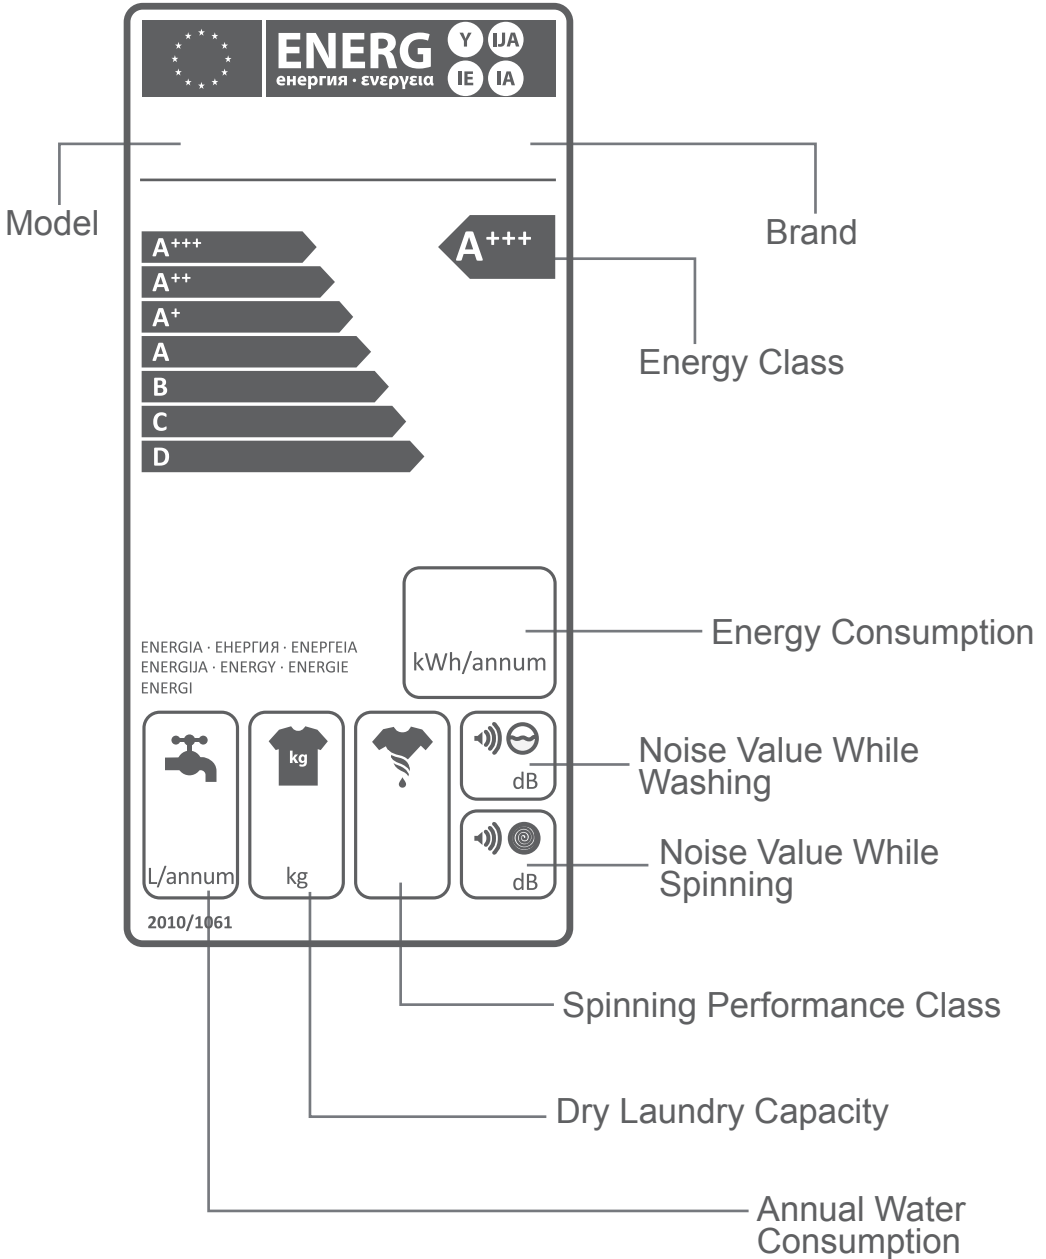 ENERG
енергия · ενεργεια
Y IJA
IE IA
Model
Brand
A+++
A++
A+
A
B
C
D
A+++
Energy Class
kWh/annum
Energy Consumption
ENERGIA · ЕНЕРГИЯ · ΕΝΕΡΓΕΙΑ
ENERGIJA · ENERGY · ENERGIE
ENERGI
L/annum
kg
kg
dB
Noise Value While
Washing
dB
Noise Value While
Spinning
2010/1061
Spinning Performance Class
Dry Laundry Capacity
Annual Water
Consumption